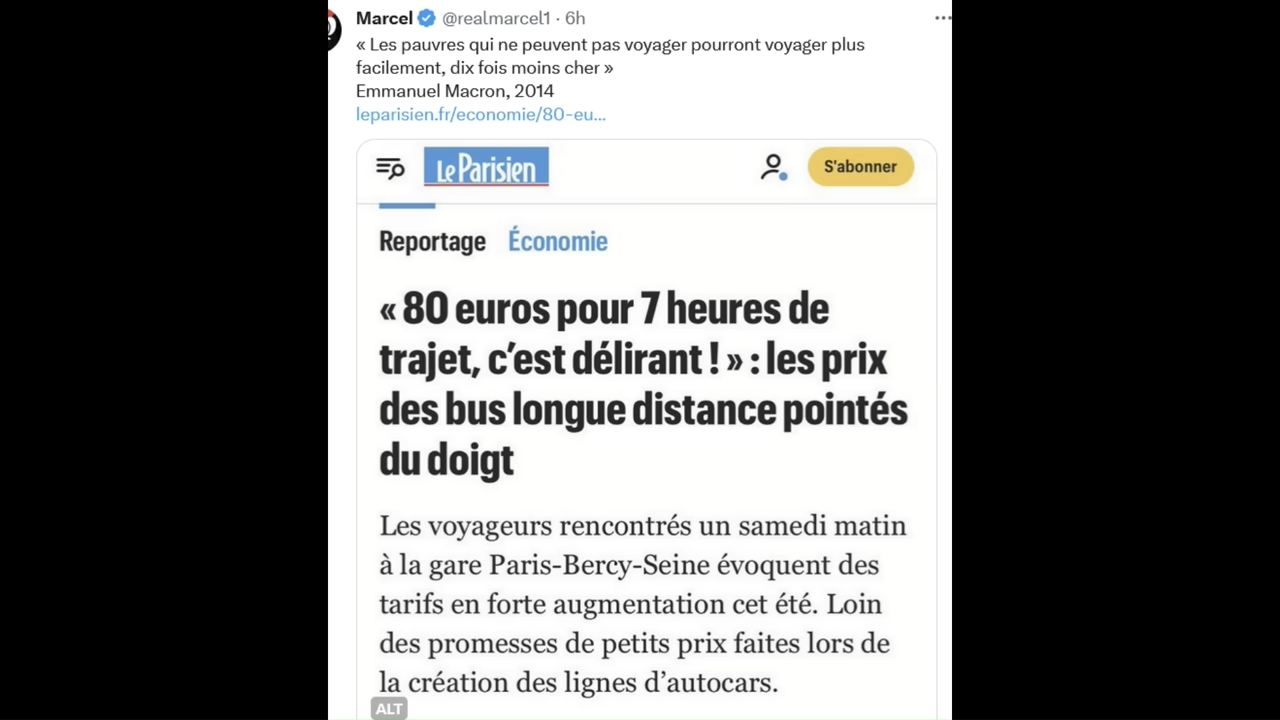 Marcel @realmarcel1 · 6h
« Les pauvres qui ne peuvent pas voyager pourront voyager plus
facilement, dix fois moins cher »
Emmanuel Macron, 2014
leparisien.fr/economie/80-eu...
Le Parisien
S'abonner
Reportage Économie
« 80 euros pour 7 heures de
trajet, c’est délirant ! » : les prix
des bus longue distance pointés
du doigt
Les voyageurs rencontrés un samedi matin
à la gare Paris-Bercy-Seine évoquent des
tarifs en forte augmentation cet été. Loin
des promesses de petits prix faites lors de
la création des lignes d’autocars.
ALT